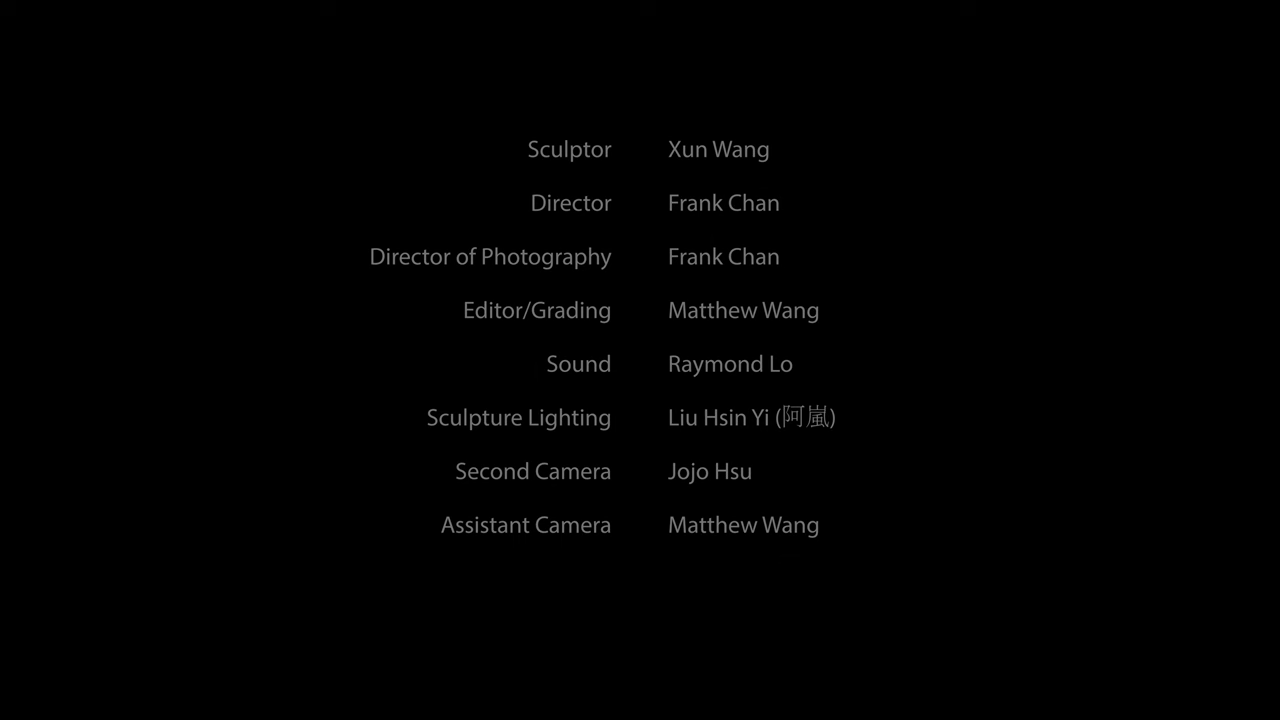 Sculptor Xun Wang
Director Frank Chan
Director of Photography Frank Chan
Editor/Grading Matthew Wang
Sound Raymond Lo
Sculpture Lighting Liu Hsin Yi (阿嵐)
Second Camera Jojo Hsu
Assistant Camera Matthew Wang